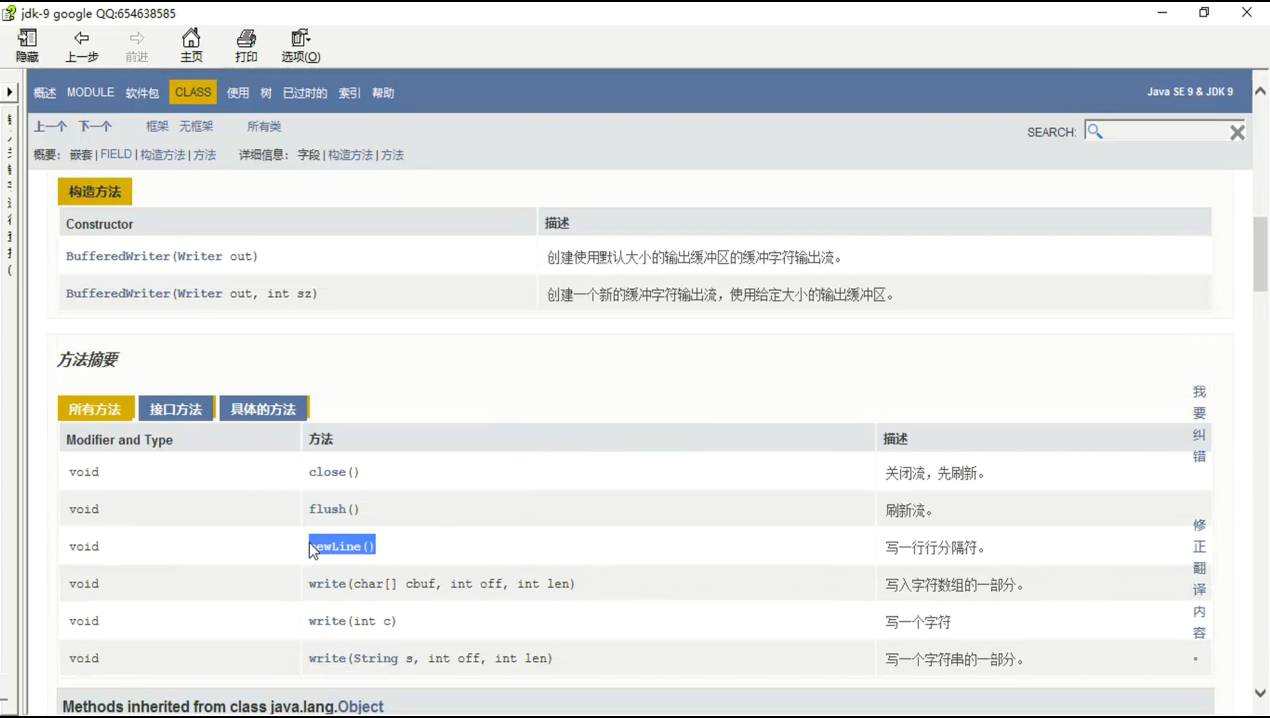 jdk-9 google QQ:654638585
隐藏 上一步 前进 主页 打印 选项(O)
概述 MODULE 软件包 CLASS 使用 树 已过时的 索引 帮助 Java SE 9 & JDK 9
上一个 下一个 框架 无框架 所有类
SEARCH:
概要: 嵌套 | FIELD | 构造方法 | 方法 详细信息: 字段 | 构造方法 | 方法
构造方法
Constructor 描述
BufferedWriter(Writer out) 创建使用默认大小的输出缓冲区的缓冲字符输出流。
BufferedWriter(Writer out, int sz) 创建一个新的缓冲字符输出流，使用给定大小的输出缓冲区。
方法摘要
所有方法 接口方法 具体的方法
Modifier and Type 方法 描述
void close() 关闭流，先刷新。
void flush() 刷新流。
void newLine() 写一行行分隔符。
void write(char[] cbuf, int off, int len) 写入字符数组的一部分。
void write(int c) 写一个字符
void write(String s, int off, int len) 写一个字符串的一部分。
Methods inherited from class java.lang.Object
我要纠错
修正翻译内容。